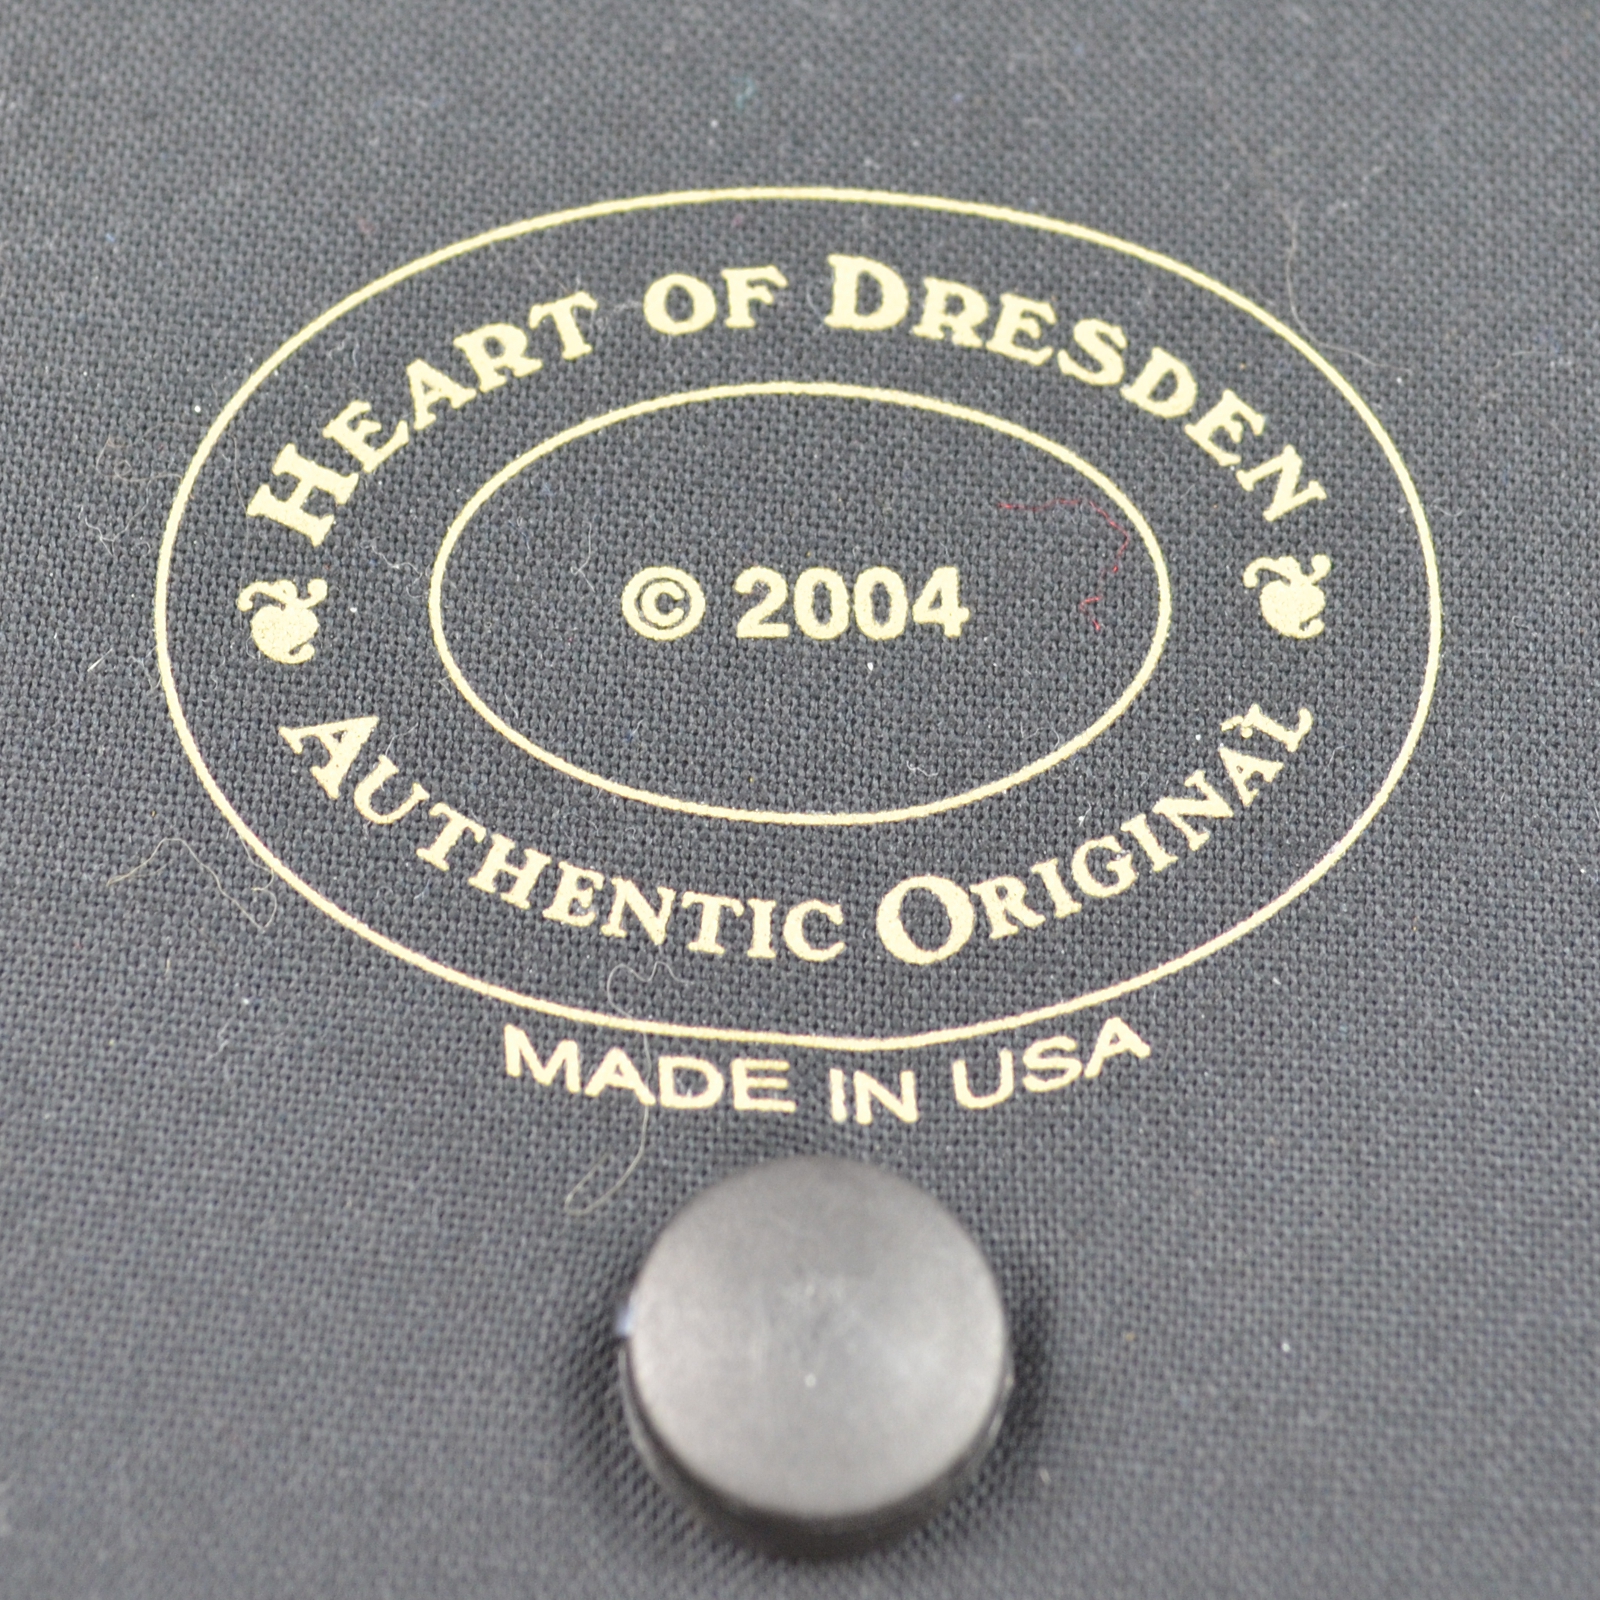 HEART OF DRESDEN
© 2004
AUTHENTIC ORIGINAL
MADE IN USA